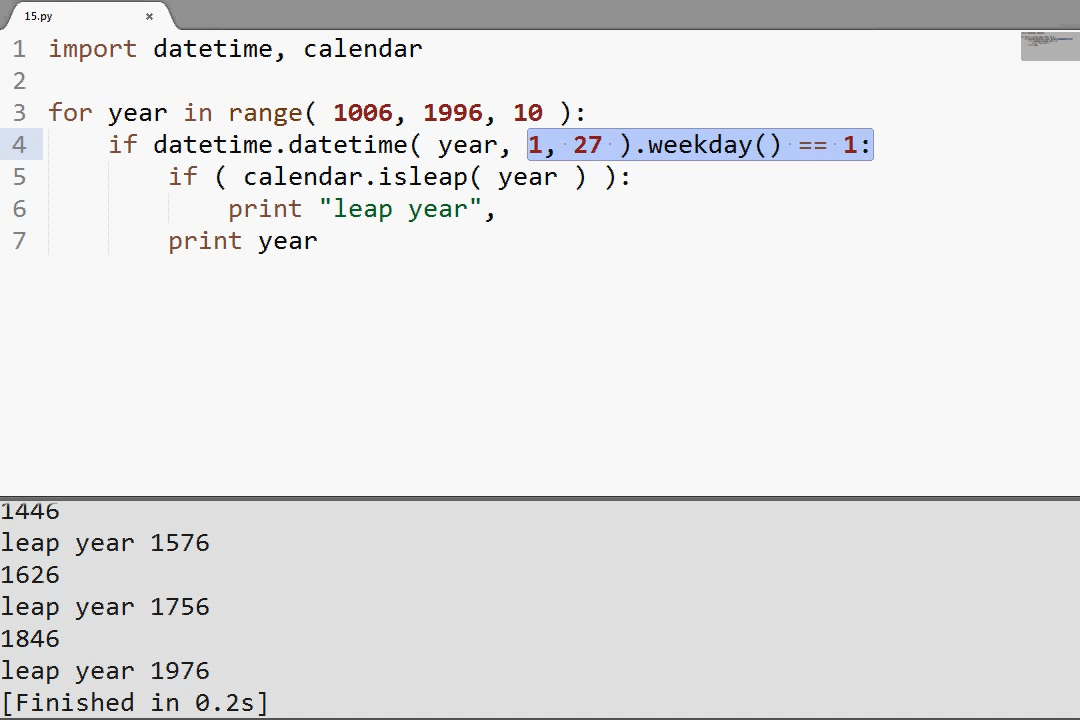 15.py ×
1 import datetime, calendar
2
3 for year in range( 1006, 1996, 10 ):
4 if datetime.datetime( year, 1, 27 ).weekday() == 1:
5 if ( calendar.isleap( year ) ):
6 print "leap year",
7 print year
1446
leap year 1576
1626
leap year 1756
1846
leap year 1976
[Finished in 0.2s]